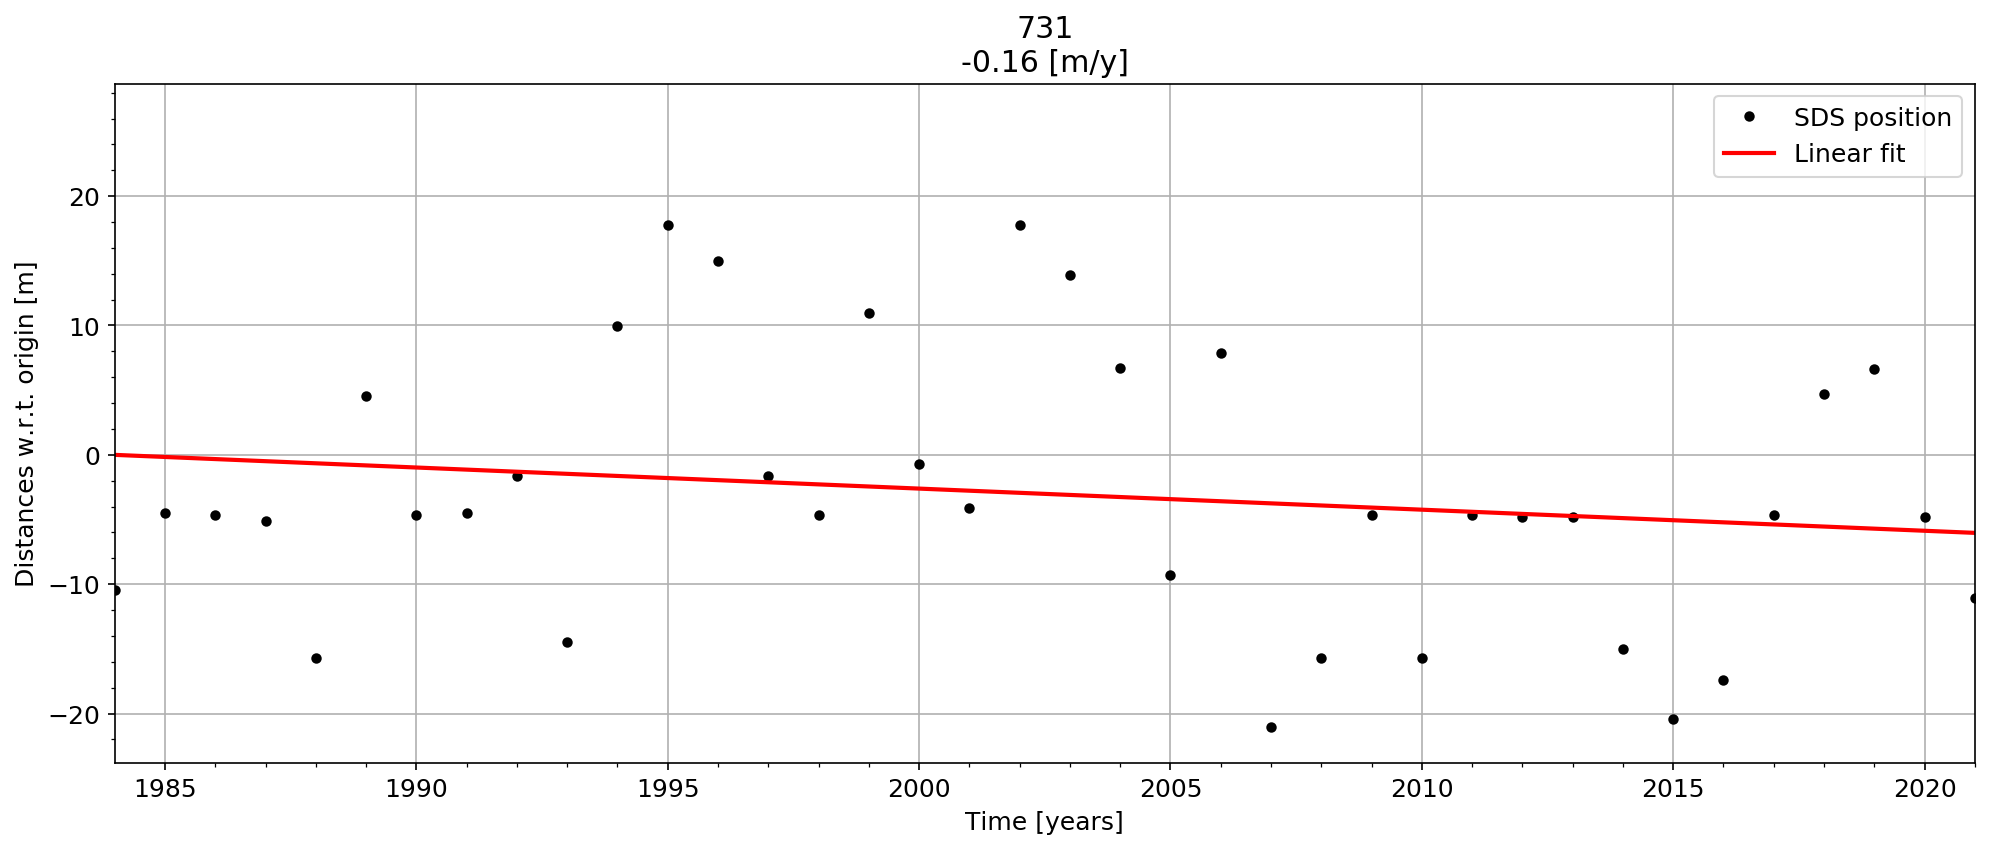 731
-0.16 [m/y]
SDS position
Linear fit
Distances w.r.t. origin [m]
20
10
0
−10
−20
1985 1990 1995 2000 2005 2010 2015 2020
Time [years]